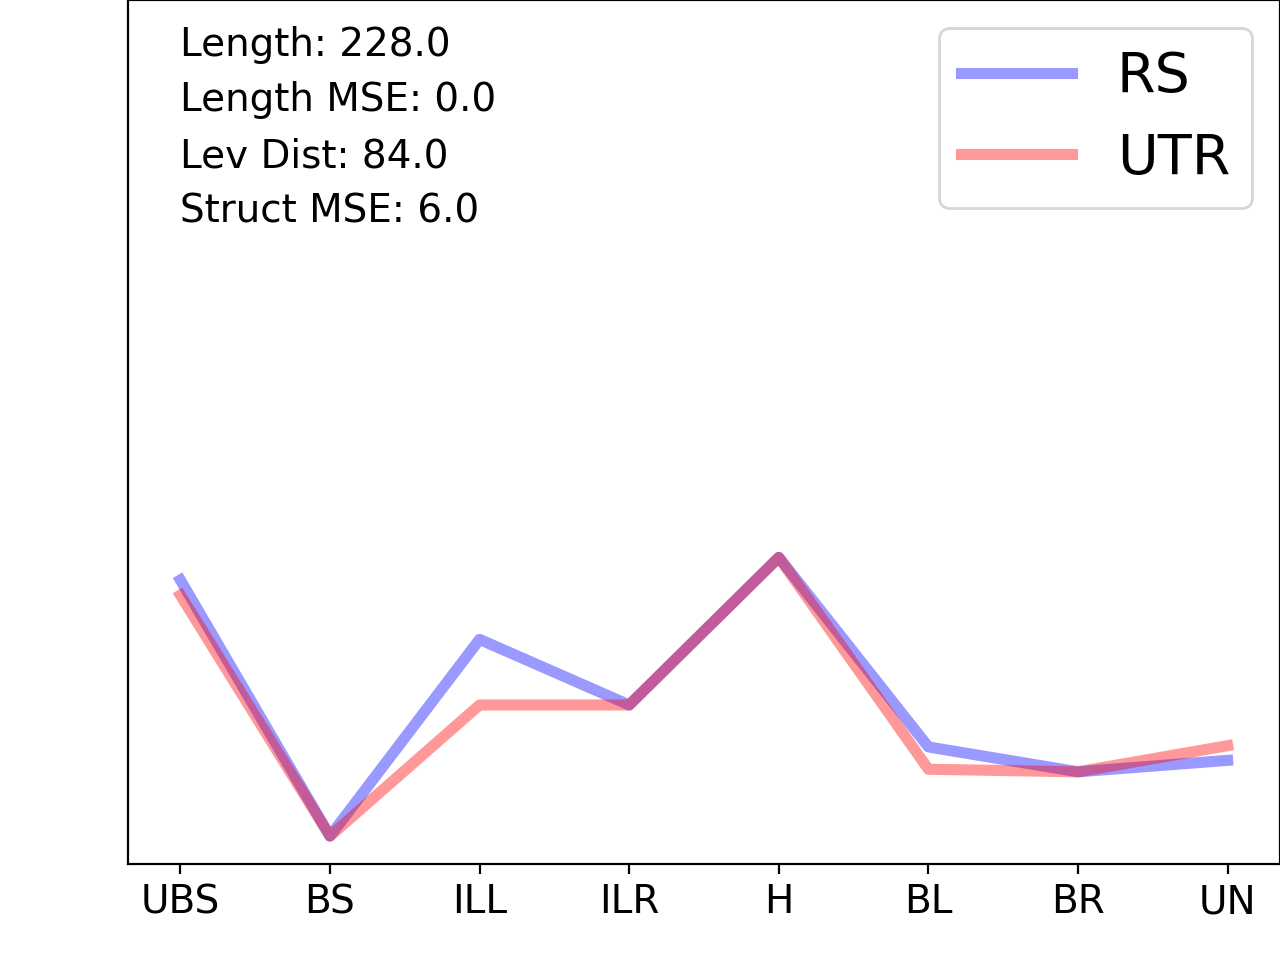 Length: 228.0
Length MSE: 0.0
Lev Dist: 84.0
Struct MSE: 6.0
RS
UTR
UBS BS ILL ILR H BL BR UN